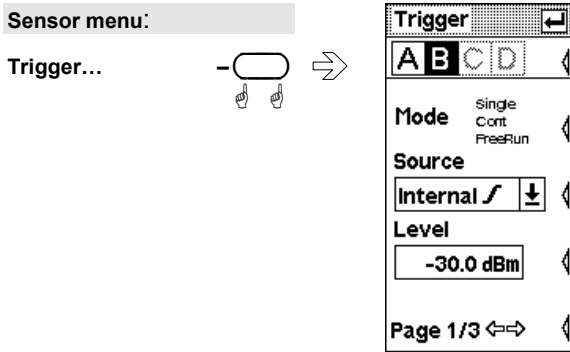 Sensor menu:
Trigger…
–
Trigger
A B C D
Mode
Single
Cont
FreeRun
Source
Internal
Level
-30.0 dBm
Page 1/3